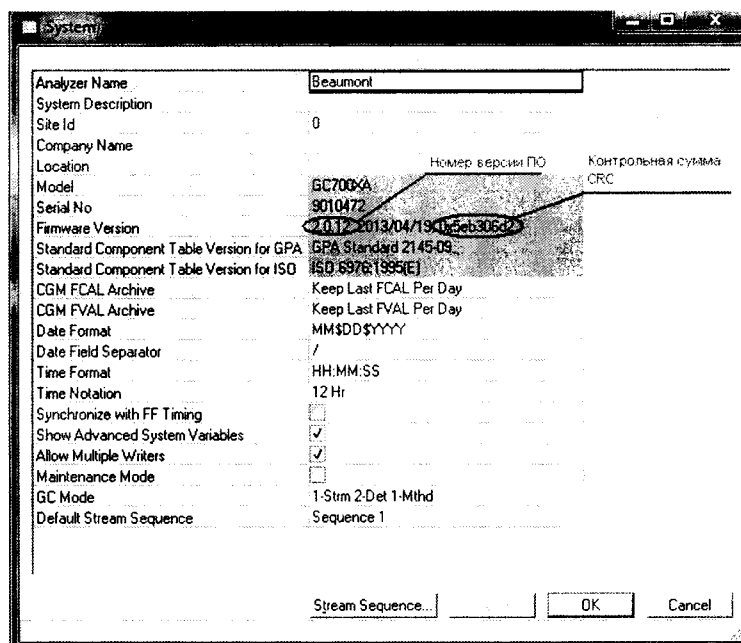 System
Analyzer Name Beaumont
System Description
Site Id 0
Company Name
Location
Номер версии ПО
Контрольная сумма
CRC
Model GC700XA
Serial No 9010472
Firmware Version 2.0.12, 2013/04/19,
Standard Component Table Version for GPA GPA Standard 2145-09
Standard Component Table Version for ISO ISO 6976:1995(E)
CGM FCAL Archive Keep Last FCAL Per Day
CGM FVAL Archive Keep Last FVAL Per Day
Date Format MM$DD$YYYY
Date Field Separator /
Time Format HH:MM:SS
Time Notation 12 Hr
Synchronize with FF Timing
Show Advanced System Variables
Allow Multiple Writers
Maintenance Mode
GC Mode 1-Strm 2-Det 1-Mthd
Default Stream Sequence Sequence 1
Stream Sequence... OK Cancel